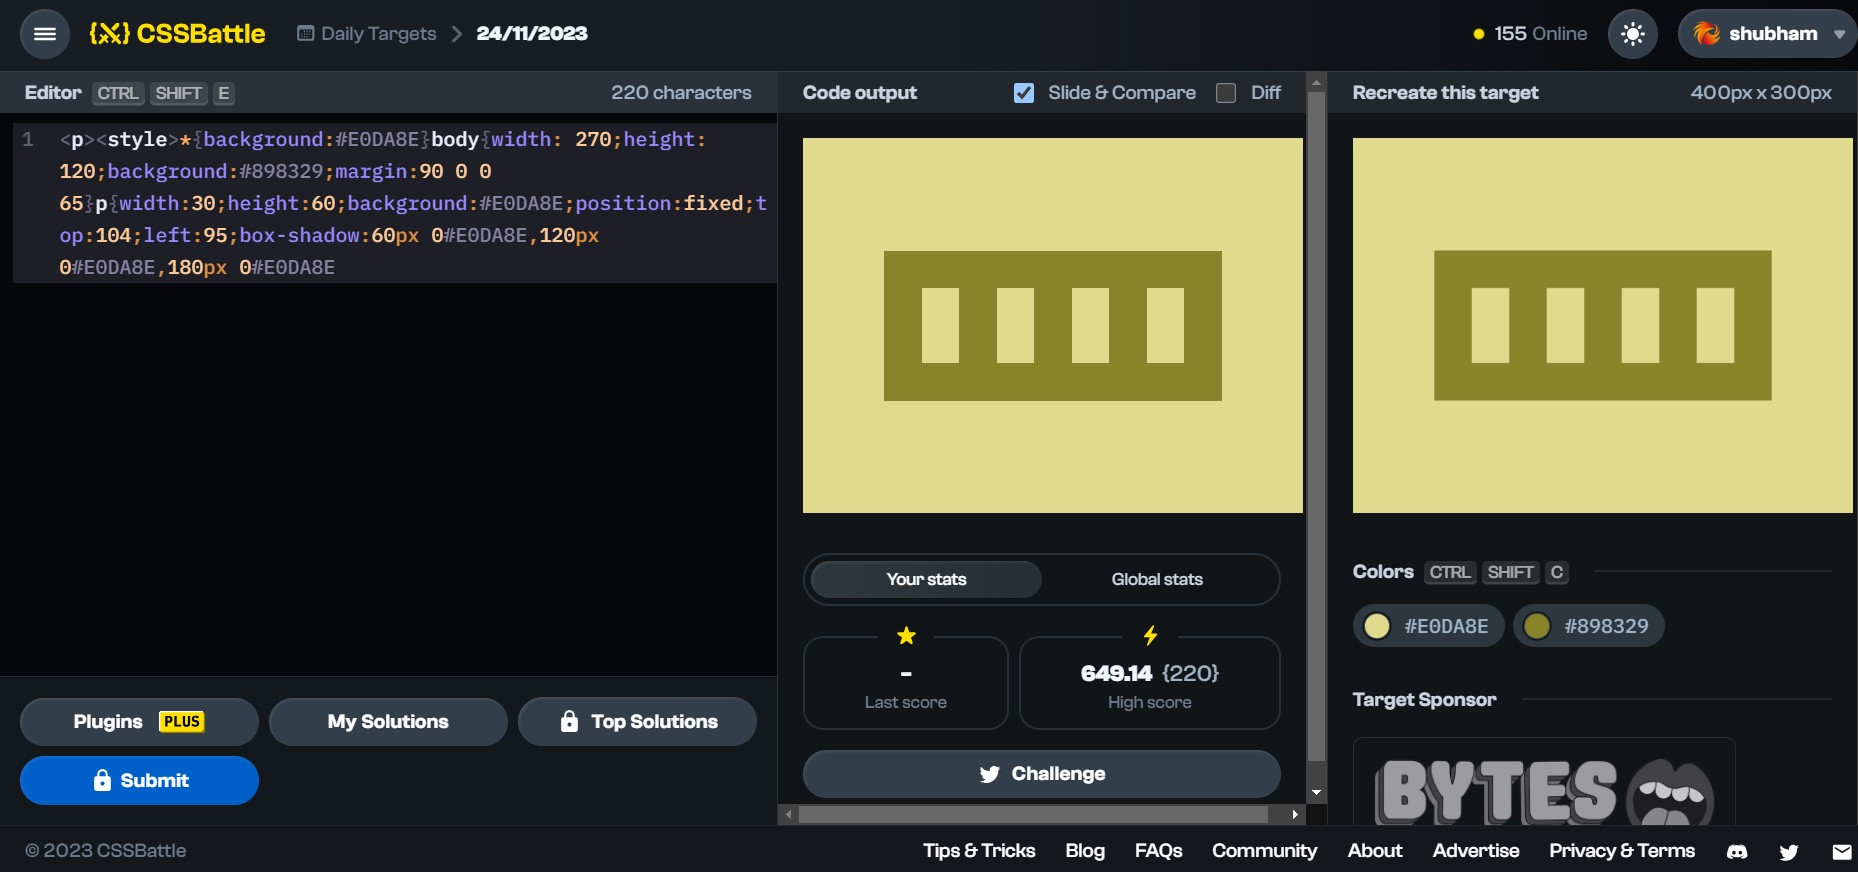 CSSBattle
Daily Targets > 24/11/2023
155 Online
shubham
Editor CTRL SHIFT E
220 characters
1 <p><style>*{background:#E0DA8E}body{width: 270;height:
120;background:#898329;margin:90 0 0
65}p{width:30;height:60;background:#E0DA8E;position:fixed;t
op:104;left:95;box-shadow:60px 0#E0DA8E,120px
0#E0DA8E,180px 0#E0DA8E
Plugins PLUS
My Solutions
Top Solutions
Submit
Code output
Slide & Compare
Diff
Your stats
Global stats
-
Last score
649.14 {220}
High score
Challenge
Recreate this target
400px x 300px
Colors CTRL SHIFT C
#E0DA8E
#898329
Target Sponsor
BYTES
© 2023 CSSBattle
Tips & Tricks
Blog
FAQs
Community
About
Advertise
Privacy & Terms